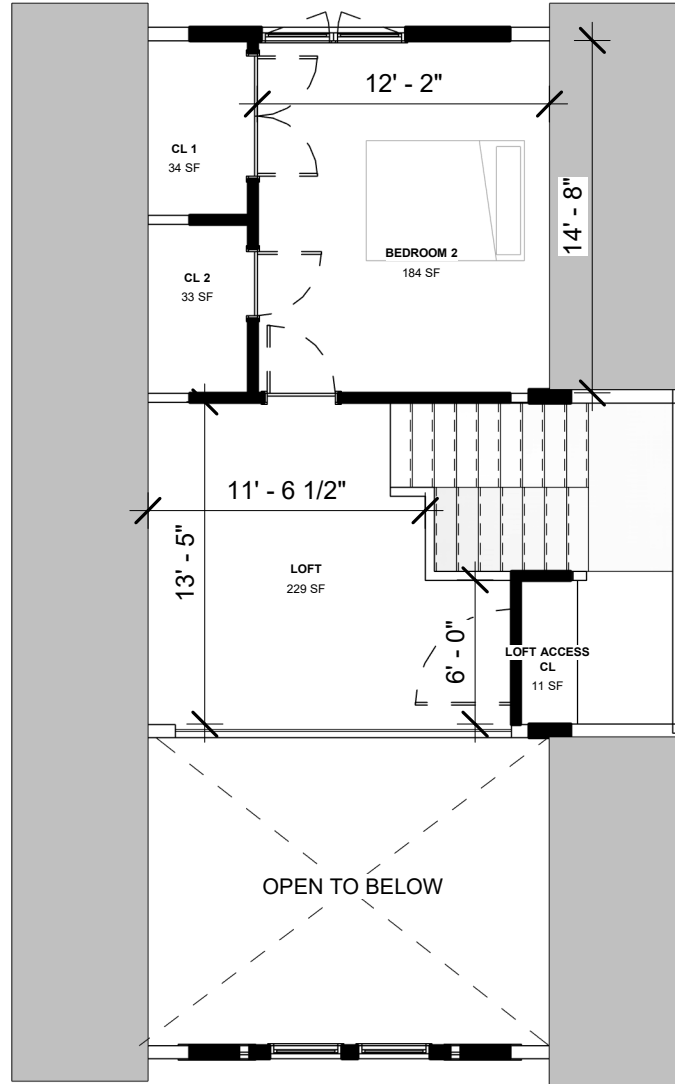 12' - 2"
CL 1
34 SF
14' - 8"
BEDROOM 2
184 SF
CL 2
33 SF
11' - 6 1/2"
13' - 5"
LOFT
229 SF
6' - 0"
LOFT ACCESS
CL
11 SF
OPEN TO BELOW